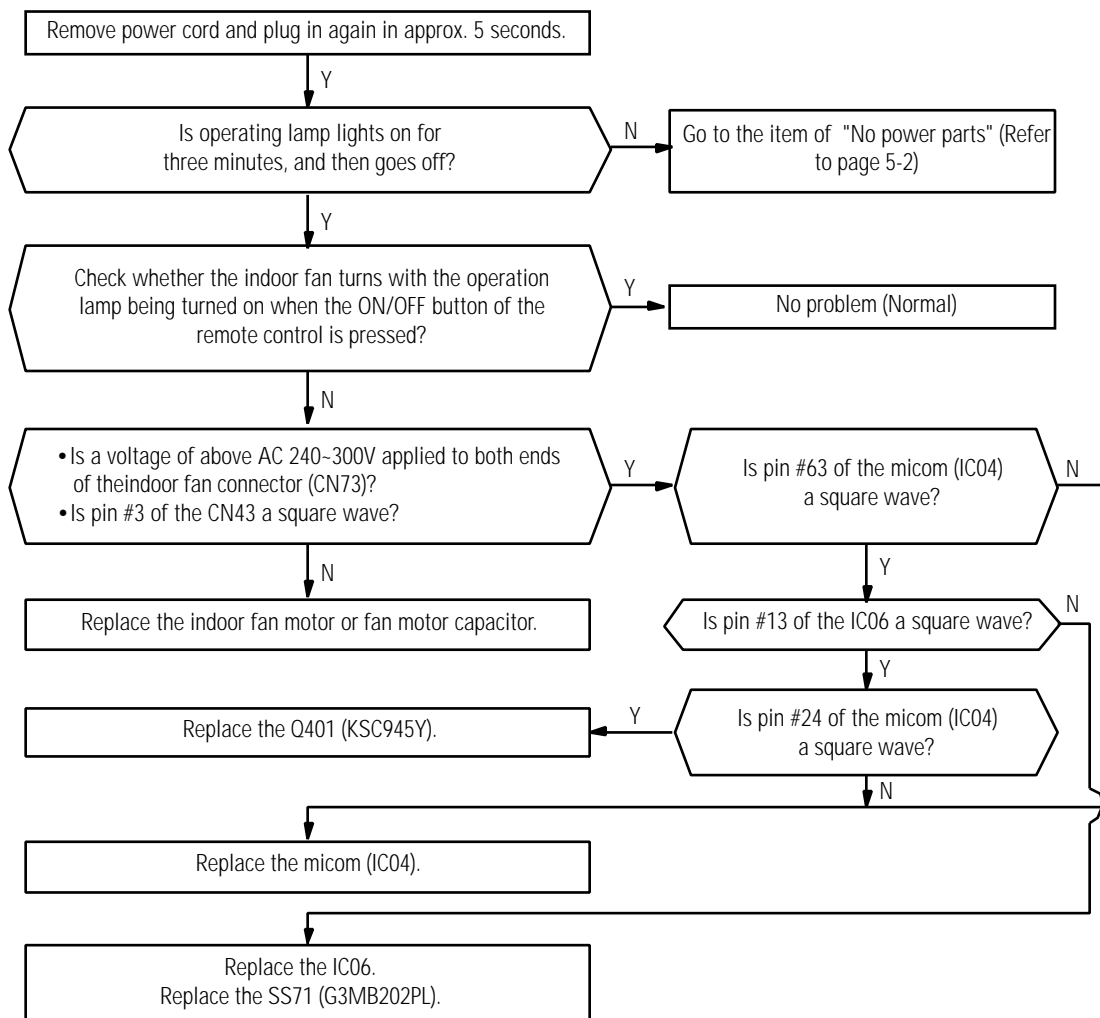 Remove power cord and plug in again in approx. 5 seconds.
Y
Is operating lamp lights on for
three minutes, and then goes off?
N
Go to the item of "No power parts" (Refer
to page 5-2)
Y
Check whether the indoor fan turns with the operation
lamp being turned on when the ON/OFF button of the
remote control is pressed?
Y
No problem (Normal)
N
•Is a voltage of above AC 240~300V applied to both ends
of theindoor fan connector (CN73)?
•Is pin #3 of the CN43 a square wave?
Y
Is pin #63 of the micom (IC04)
a square wave?
N
N
Y
Replace the indoor fan motor or fan motor capacitor.
Is pin #13 of the IC06 a square wave?
N
Y
Replace the Q401 (KSC945Y).
Y
Is pin #24 of the micom (IC04)
a square wave?
N
Replace the micom (IC04).
Replace the IC06.
Replace the SS71 (G3MB202PL).